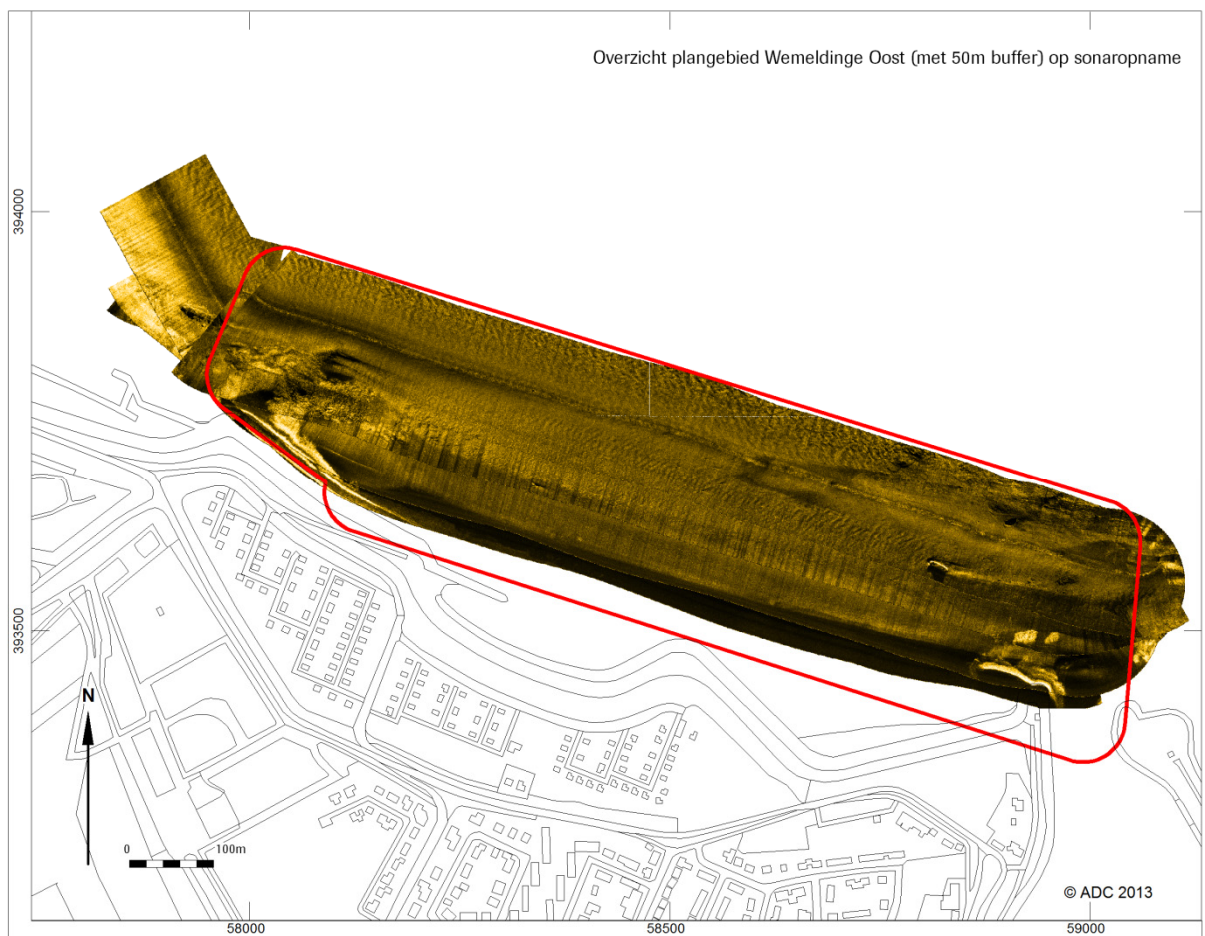 Overzicht plangebied Wemeldinge Oost (met 50m buffer) op sonaropname
394000
393500
N
0 100m
© ADC 2013
58000 58500 59000